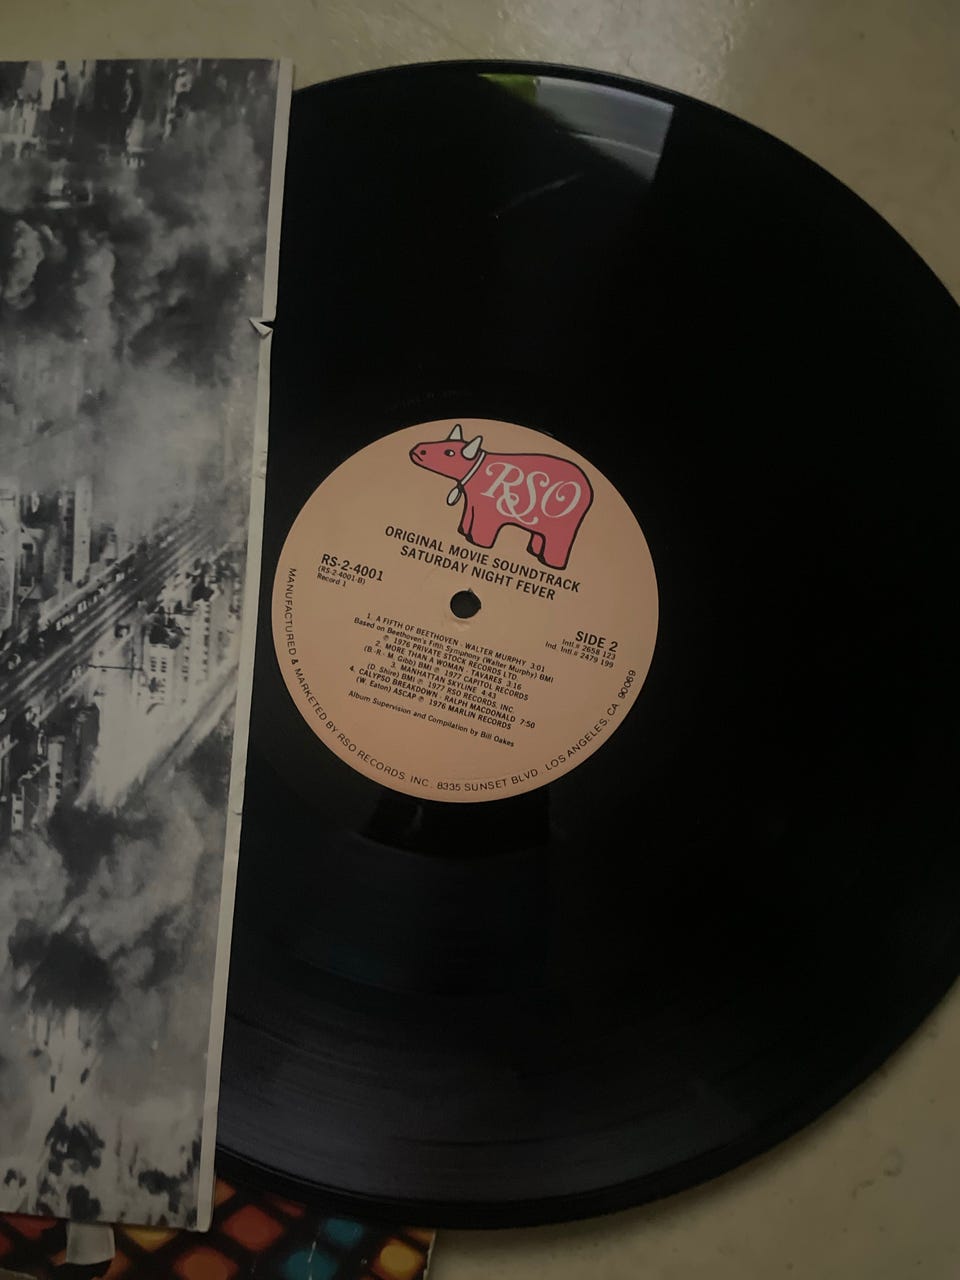 RSO
ORIGINAL MOVIE SOUNDTRACK
SATURDAY NIGHT FEVER
RS-2-4001
(RS-2-4001-B)
Record 1
SIDE 2
Intl.# 2658 123
Ind. Intl.# 2479 199
1. A FIFTH OF BEETHOVEN · WALTER MURPHY 3:01
Based on Beethoven's Fifth Symphony (Walter Murphy) BMI
℗ 1976 PRIVATE STOCK RECORDS LTD.
2. MORE THAN A WOMAN · TAVARES 3:16
(B.·R.·M. Gibb) BMI ℗ 1977 CAPITOL RECORDS
3. MANHATTAN SKYLINE 4:43
(D. Shire) BMI ℗ 1977 RSO RECORDS, INC.
4. CALYPSO BREAKDOWN · RALPH MACDONALD 7:50
(W. Eaton) ASCAP ℗ 1976 MARLIN RECORDS
Album Supervision and Compilation by Bill Oakes
MANUFACTURED & MARKETED BY RSO RECORDS, INC. 8335 SUNSET BLVD. LOS ANGELES, CA 90069